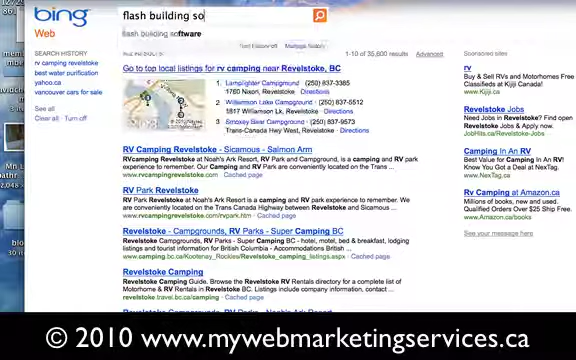 bing
flash building so
flash building software
Web
Turn history off
1-10 of 35,600 results Advanced
SEARCH HISTORY
rv camping revelstoke
best water purification
yahoo.ca
vancouver cars for sale
See all
Clear all · Turn off
Go to top local listings for rv camping near Revelstoke, BC
1. Lamplighter Campground · (250) 837-3385
1760 Nixon, Revelstoke · Directions
2. Williamson Lake Campground · (250) 837-5512
1817 Williamson Lk, Revelstoke · Directions
3. Smokey Bear Campground · (250) 837-9573
Trans-Canada Hwy West, Revelstoke · Directions
RV Camping Revelstoke - Sicamous - Salmon Arm
RVCamping Revelstoke at Noah's Ark Resort, RV Park and Campground, is a camping and RV park
experience to remember. Our Camping and RV Park are conveniently located on the Trans ...
www.rvcampingrevelstoke.com · Cached page
RV Park Revelstoke
RV Park Revelstoke at Noah's Ark Resort is a camping and RV park experience to remember. We
are conveniently located on the Trans Canada Highway between Revelstoke and Sicamous ...
www.rvcampingrevelstoke.com/rvpark.htm · Cached page
Revelstoke - Campgrounds, RV Parks - Super Camping BC
Revelstoke Campgrounds, RV Parks - Super Camping BC - hotel, motel, bed & breakfast, lodging
listings and tourism information for British Columbia - Accommodations British ...
www.camping.bc.ca/Kootenay_Rockies/Revelstoke_camping_listings.aspx · Cached page
Revelstoke Camping
Revelstoke Camping Guide. Browse the Revelstoke RV Rentals directory for a complete list of
Motorhome & RV Rentals in Revelstoke BC. Listings include company information, contact ...
revelstoke.travel.bc.ca/camping · Cached page
Sponsored sites
rv
Buy & Sell RVs and Motorhomes Free
Classifieds at Kijiji Canada!
www.Kijiji.ca
Revelstoke Jobs
Need Jobs in Revelstoke? Find open
Revelstoke Jobs & Apply now.
JobHits.ca/Revelstoke-Jobs
Camping In An RV
Best Value for Camping In An RV!
Know You Got a Deal at NexTag.
www.NexTag.ca
RV Camping at Amazon.ca
Millions of books, new and used.
Qualified Orders Over $25 Ship Free.
www.Amazon.ca/books
See your message here
© 2010 www.mywebmarketingservices.ca